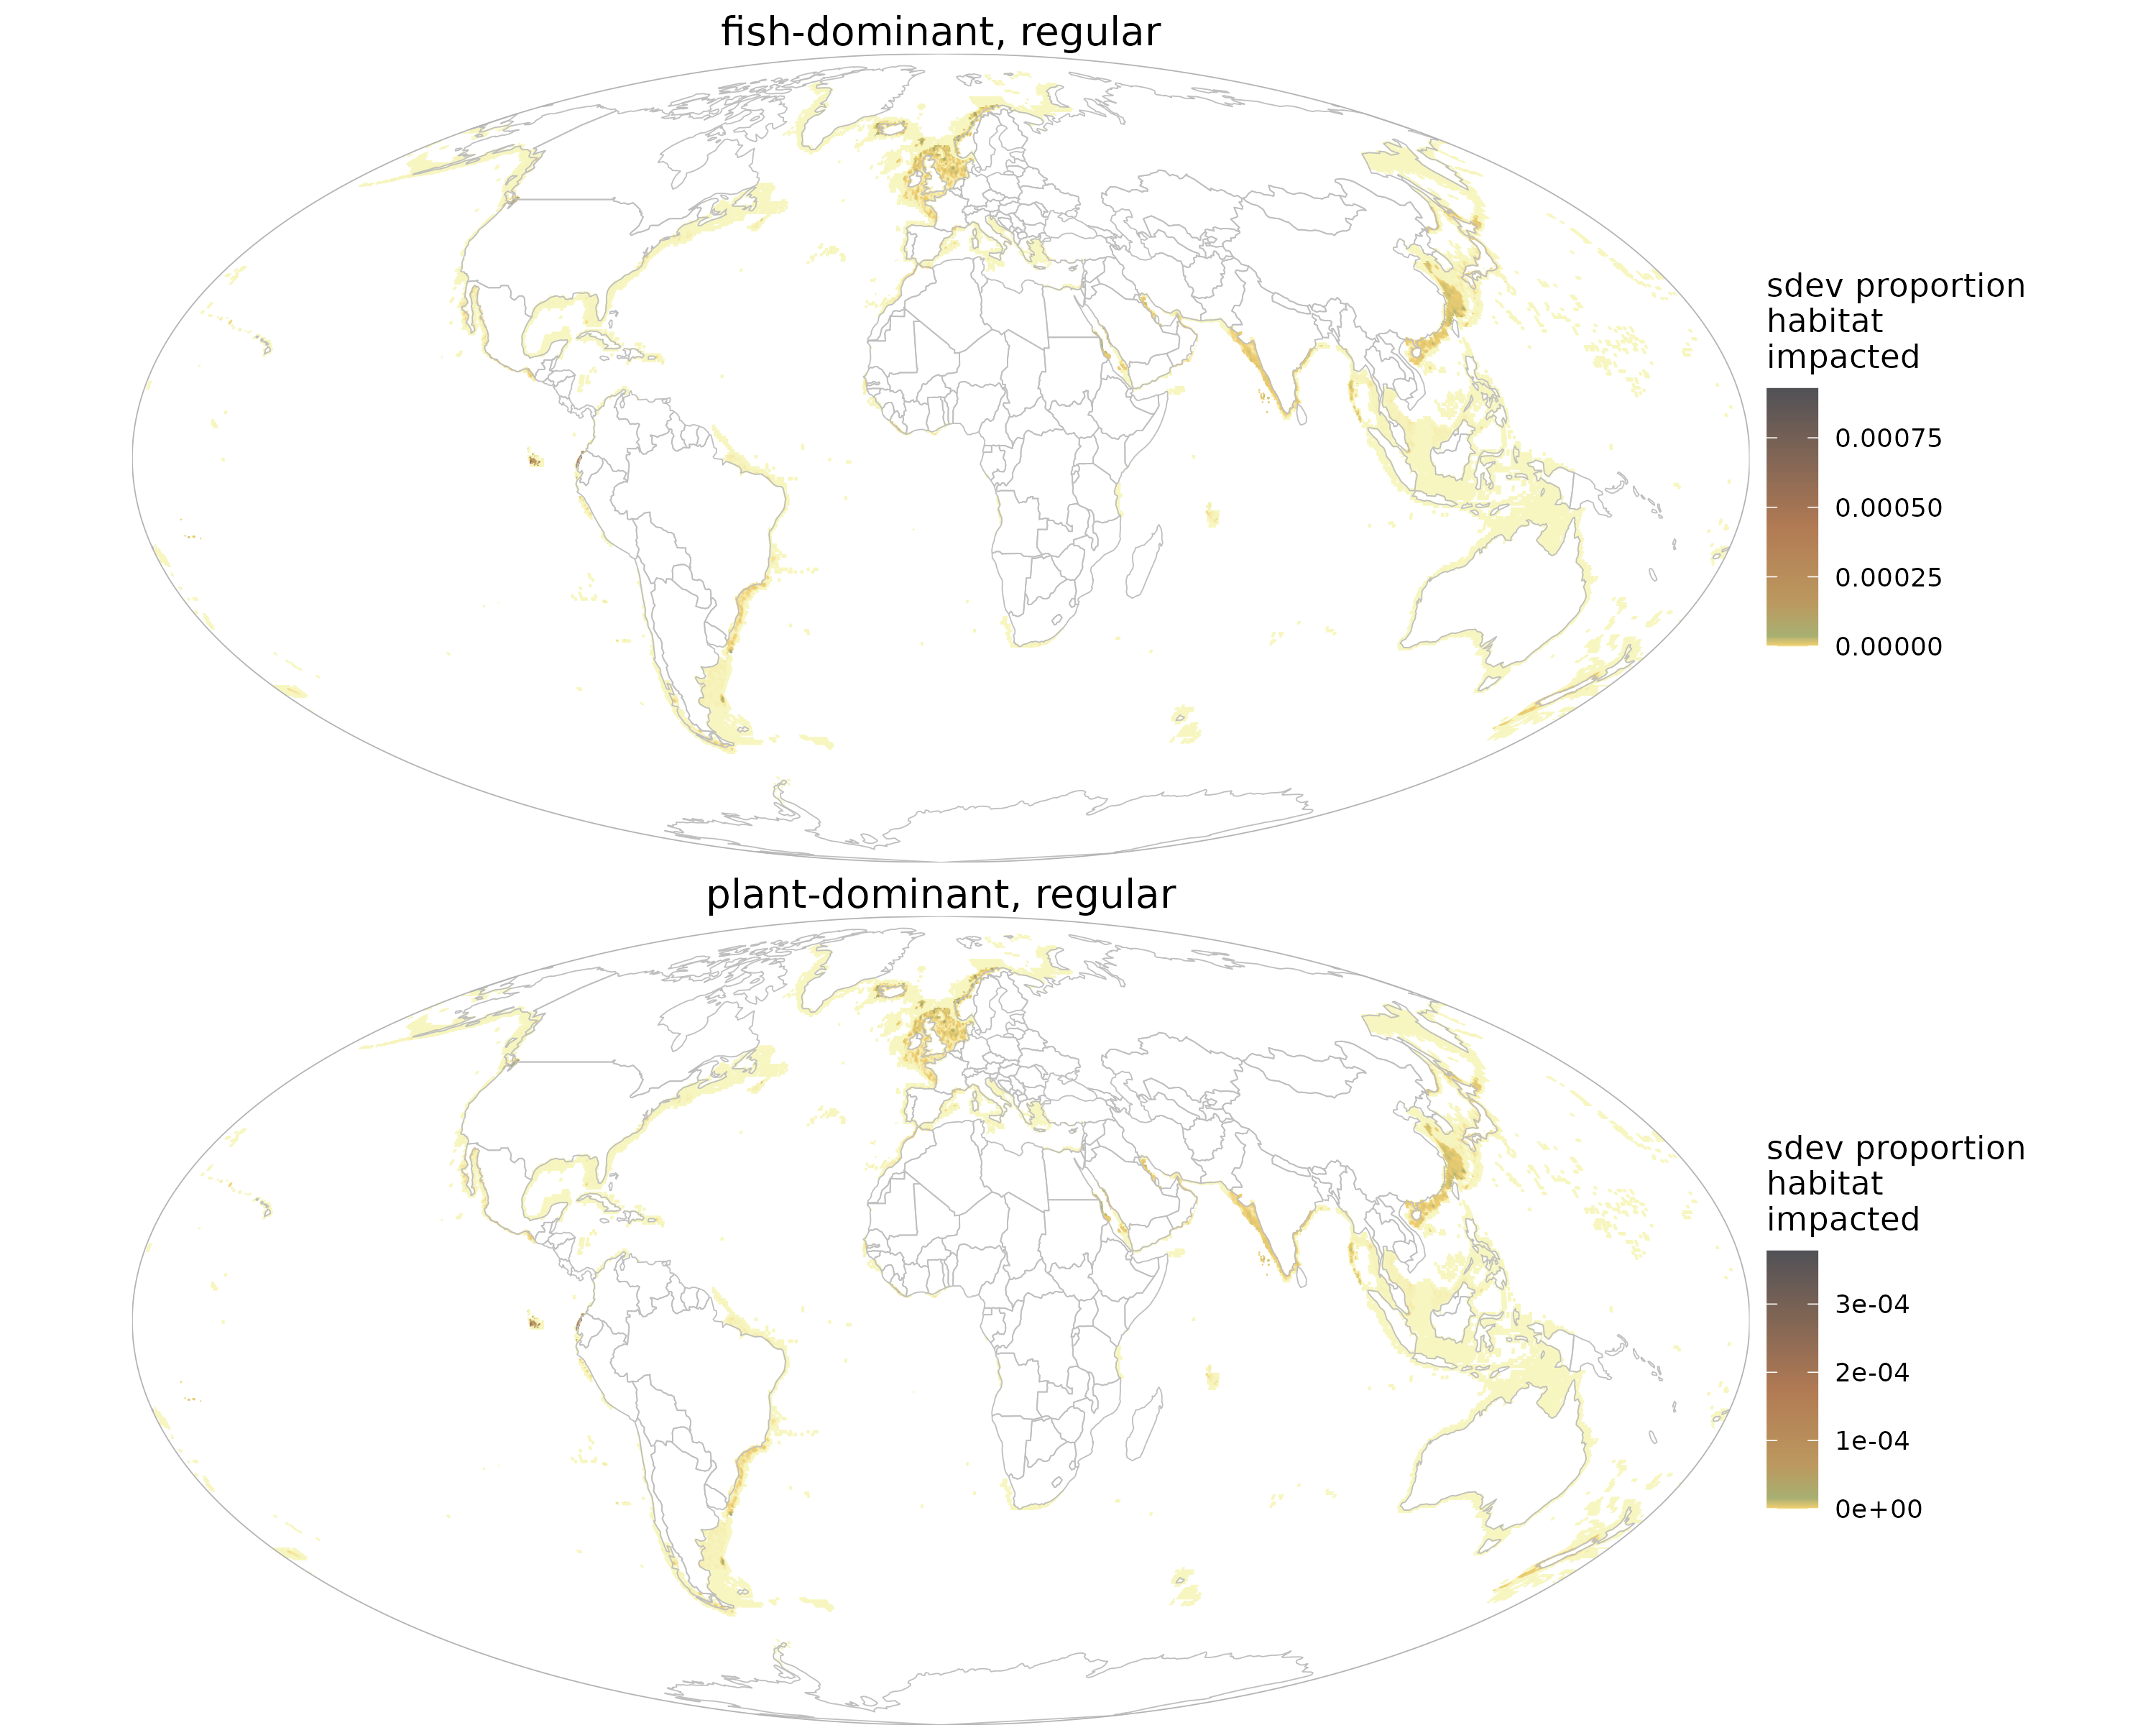 fish-dominant, regular
sdev proportion
habitat
impacted
0.00075
0.00050
0.00025
0.00000
plant-dominant, regular
sdev proportion
habitat
impacted
3e-04
2e-04
1e-04
0e+00